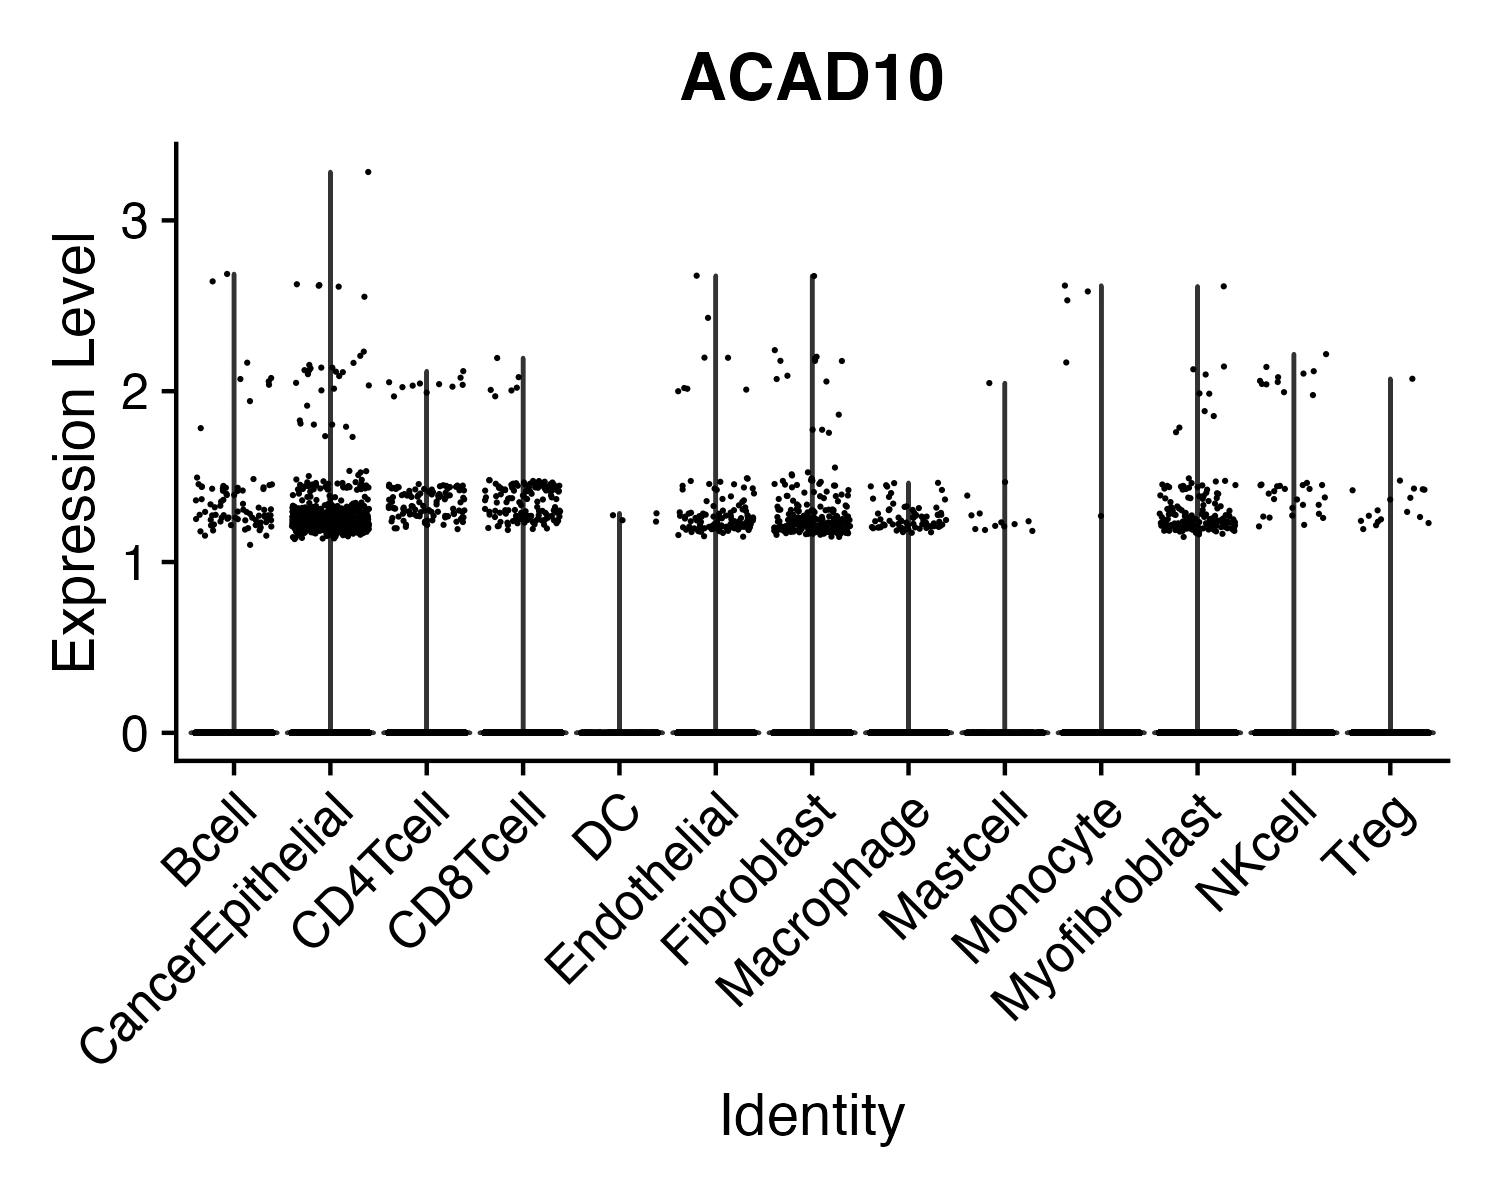 ACAD10
Expression Level
3
2
1
0
Bcell
CancerEpithelial
CD4Tcell
CD8Tcell
DC
Endothelial
Fibroblast
Macrophage
Mastcell
Monocyte
Myofibroblast
NKcell
Treg
Identity